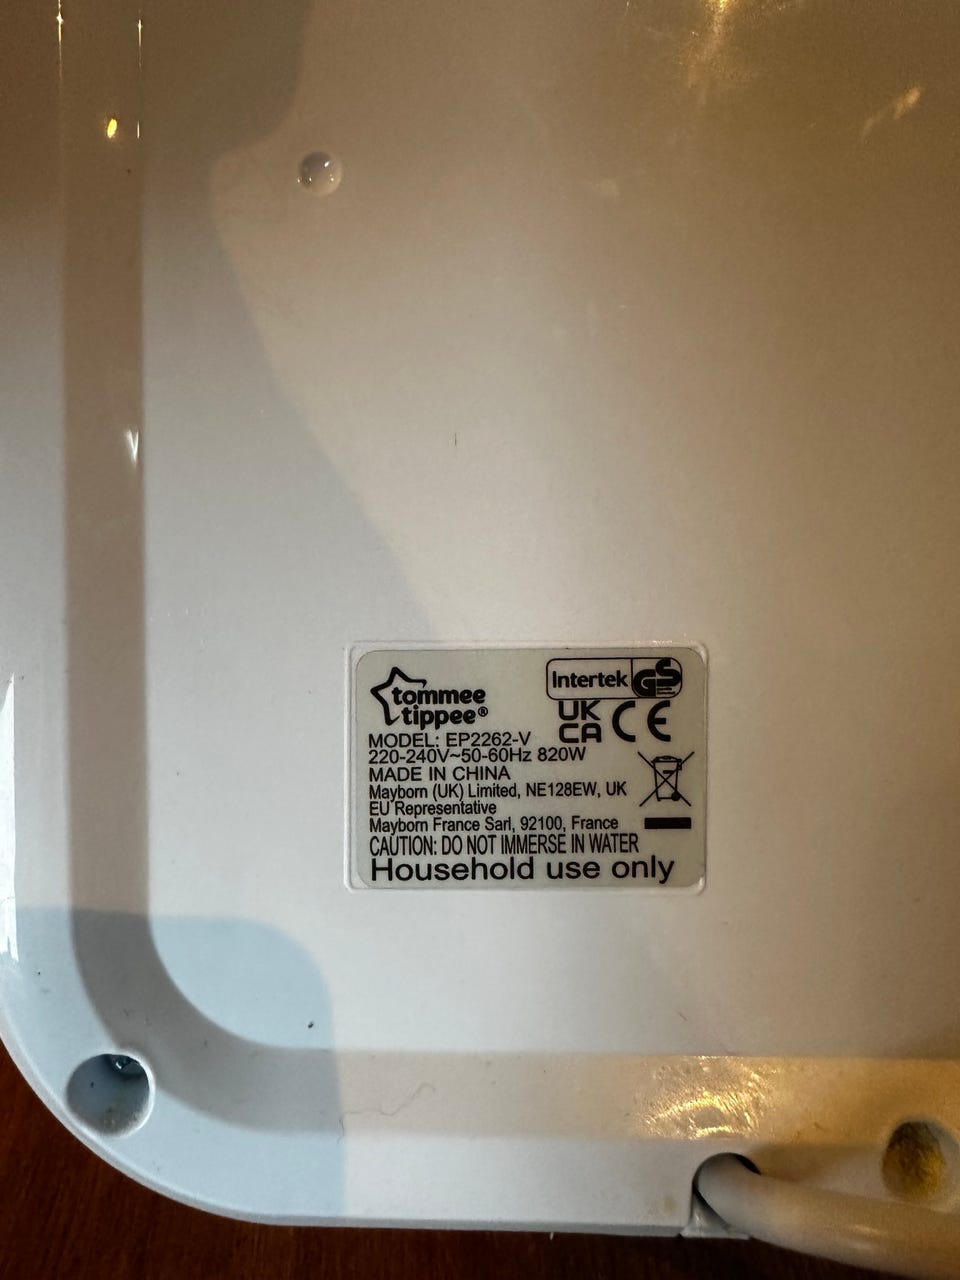 tommee
tippee®
Intertek GS
UK
CA CE
MODEL: EP2262-V
220-240V~50-60Hz 820W
MADE IN CHINA
Mayborn (UK) Limited, NE128EW, UK
EU Representative
Mayborn France Sarl, 92100, France
CAUTION: DO NOT IMMERSE IN WATER
Household use only